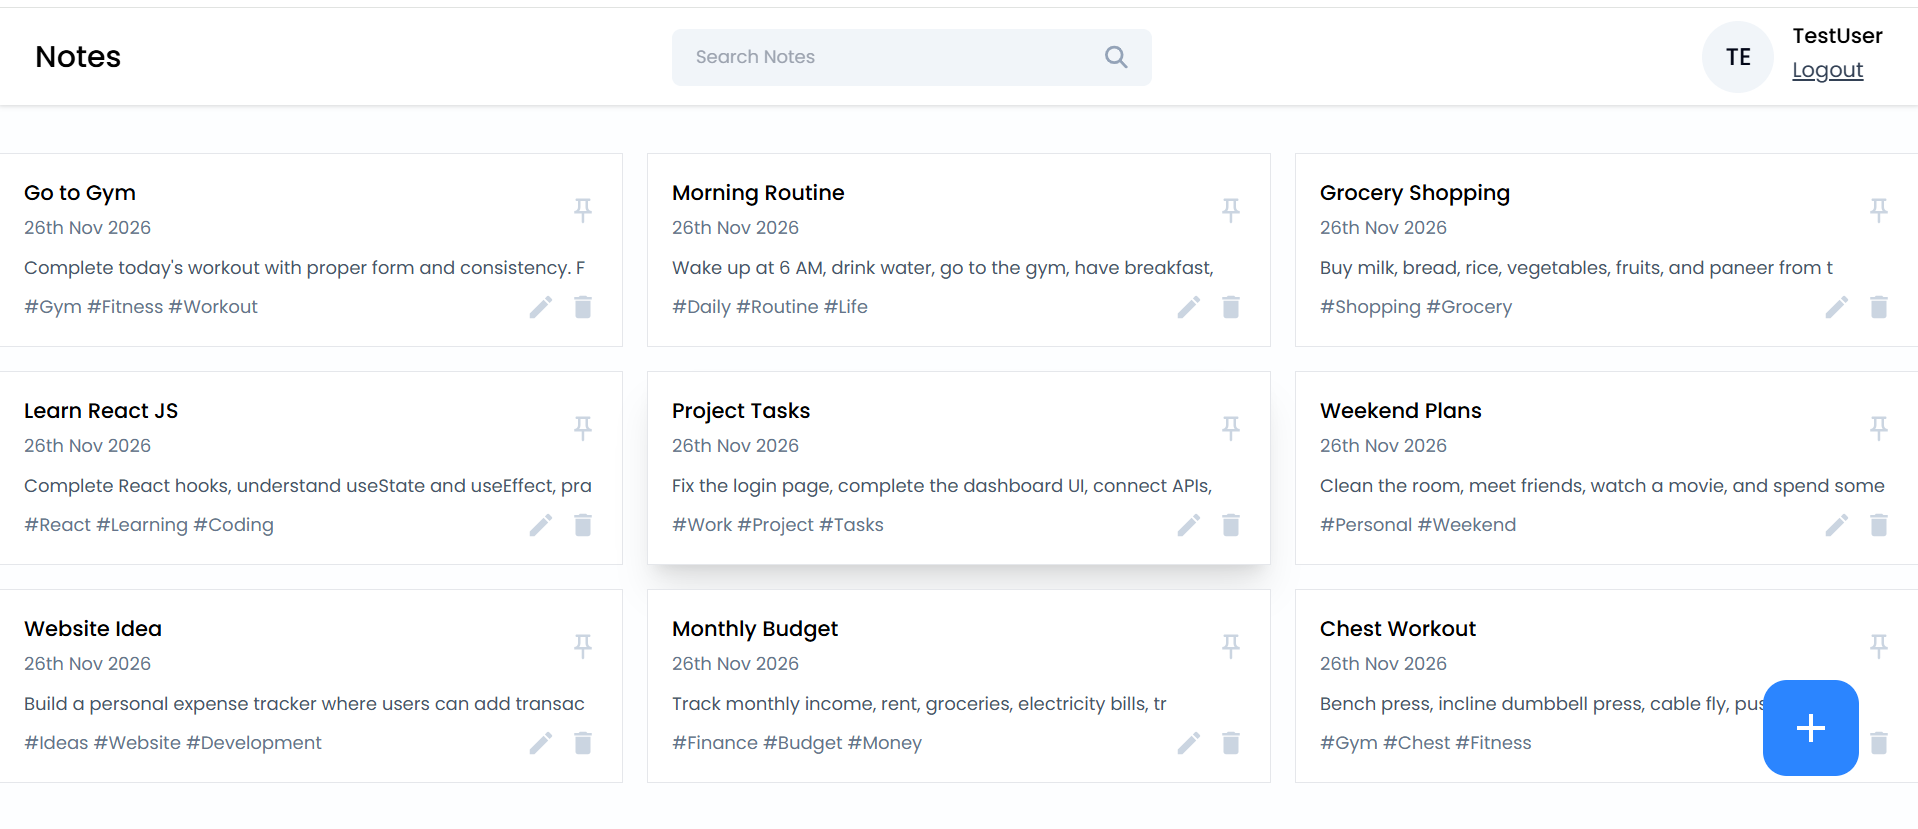 Notes
Search Notes
TE
TestUser
Logout
Go to Gym
26th Nov 2026
Complete today's workout with proper form and consistency. F
#Gym #Fitness #Workout
Morning Routine
26th Nov 2026
Wake up at 6 AM, drink water, go to the gym, have breakfast,
#Daily #Routine #Life
Grocery Shopping
26th Nov 2026
Buy milk, bread, rice, vegetables, fruits, and paneer from t
#Shopping #Grocery
Learn React JS
26th Nov 2026
Complete React hooks, understand useState and useEffect, pra
#React #Learning #Coding
Project Tasks
26th Nov 2026
Fix the login page, complete the dashboard UI, connect APIs,
#Work #Project #Tasks
Weekend Plans
26th Nov 2026
Clean the room, meet friends, watch a movie, and spend some
#Personal #Weekend
Website Idea
26th Nov 2026
Build a personal expense tracker where users can add transac
#Ideas #Website #Development
Monthly Budget
26th Nov 2026
Track monthly income, rent, groceries, electricity bills, tr
#Finance #Budget #Money
Chest Workout
26th Nov 2026
Bench press, incline dumbbell press, cable fly, pus
#Gym #Chest #Fitness